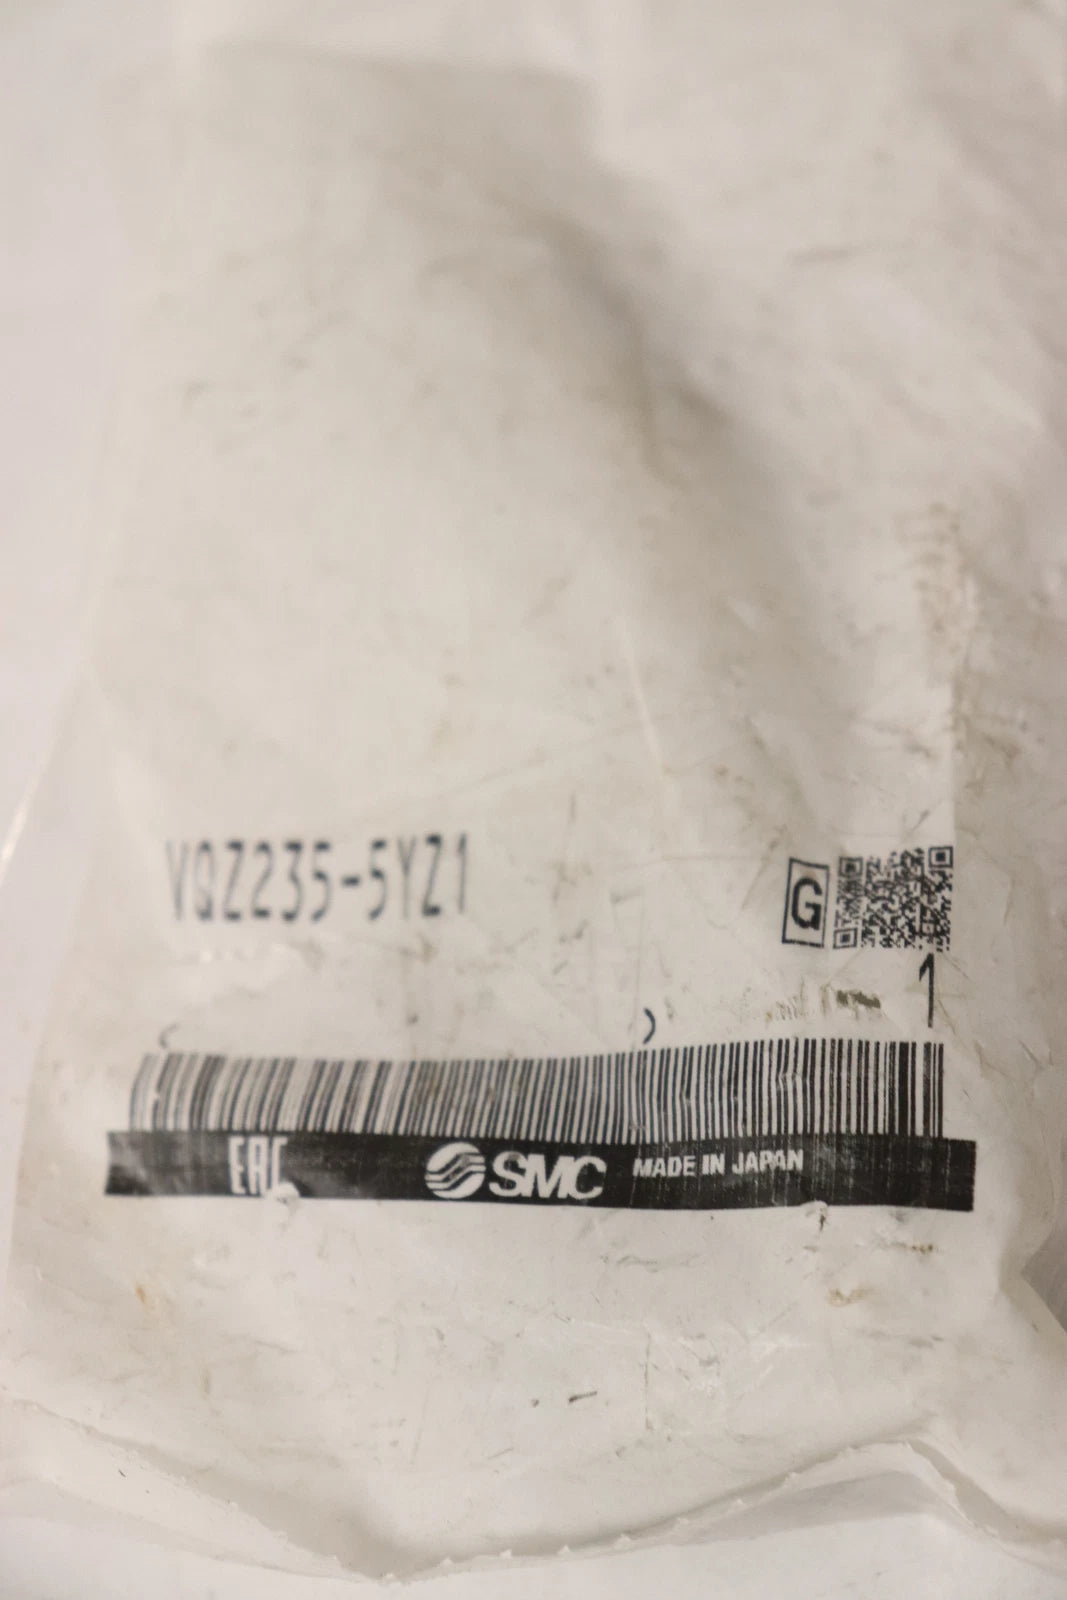 VQZ235-5YZ1
G
1
( )
EAC SMC MADE IN JAPAN